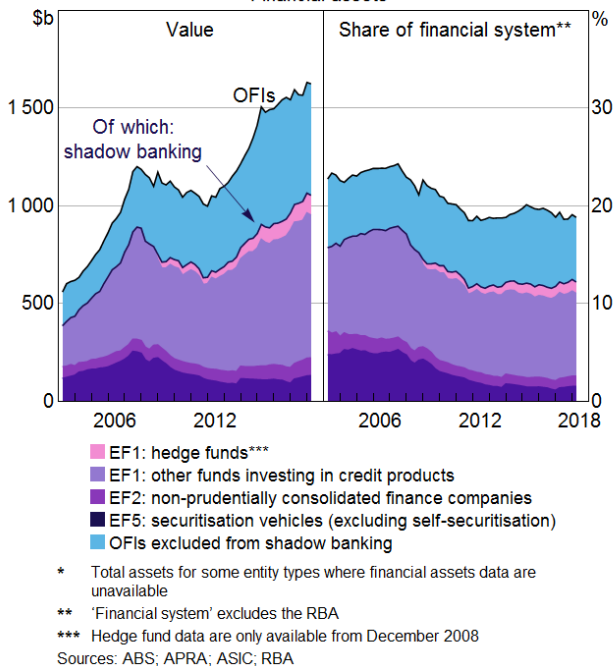 Financial assets*
$b
Value
Share of financial system**
%
OFIs
Of which:
shadow banking
1 500
1 000
500
0
30
20
10
0
2006
2012
2006
2012
2018
EF1: hedge funds***
EF1: other funds investing in credit products
EF2: non-prudentially consolidated finance companies
EF5: securitisation vehicles (excluding self-securitisation)
OFIs excluded from shadow banking
* Total assets for some entity types where financial assets data are
unavailable
** ‘Financial system’ excludes the RBA
*** Hedge fund data are only available from December 2008
Sources: ABS; APRA; ASIC; RBA